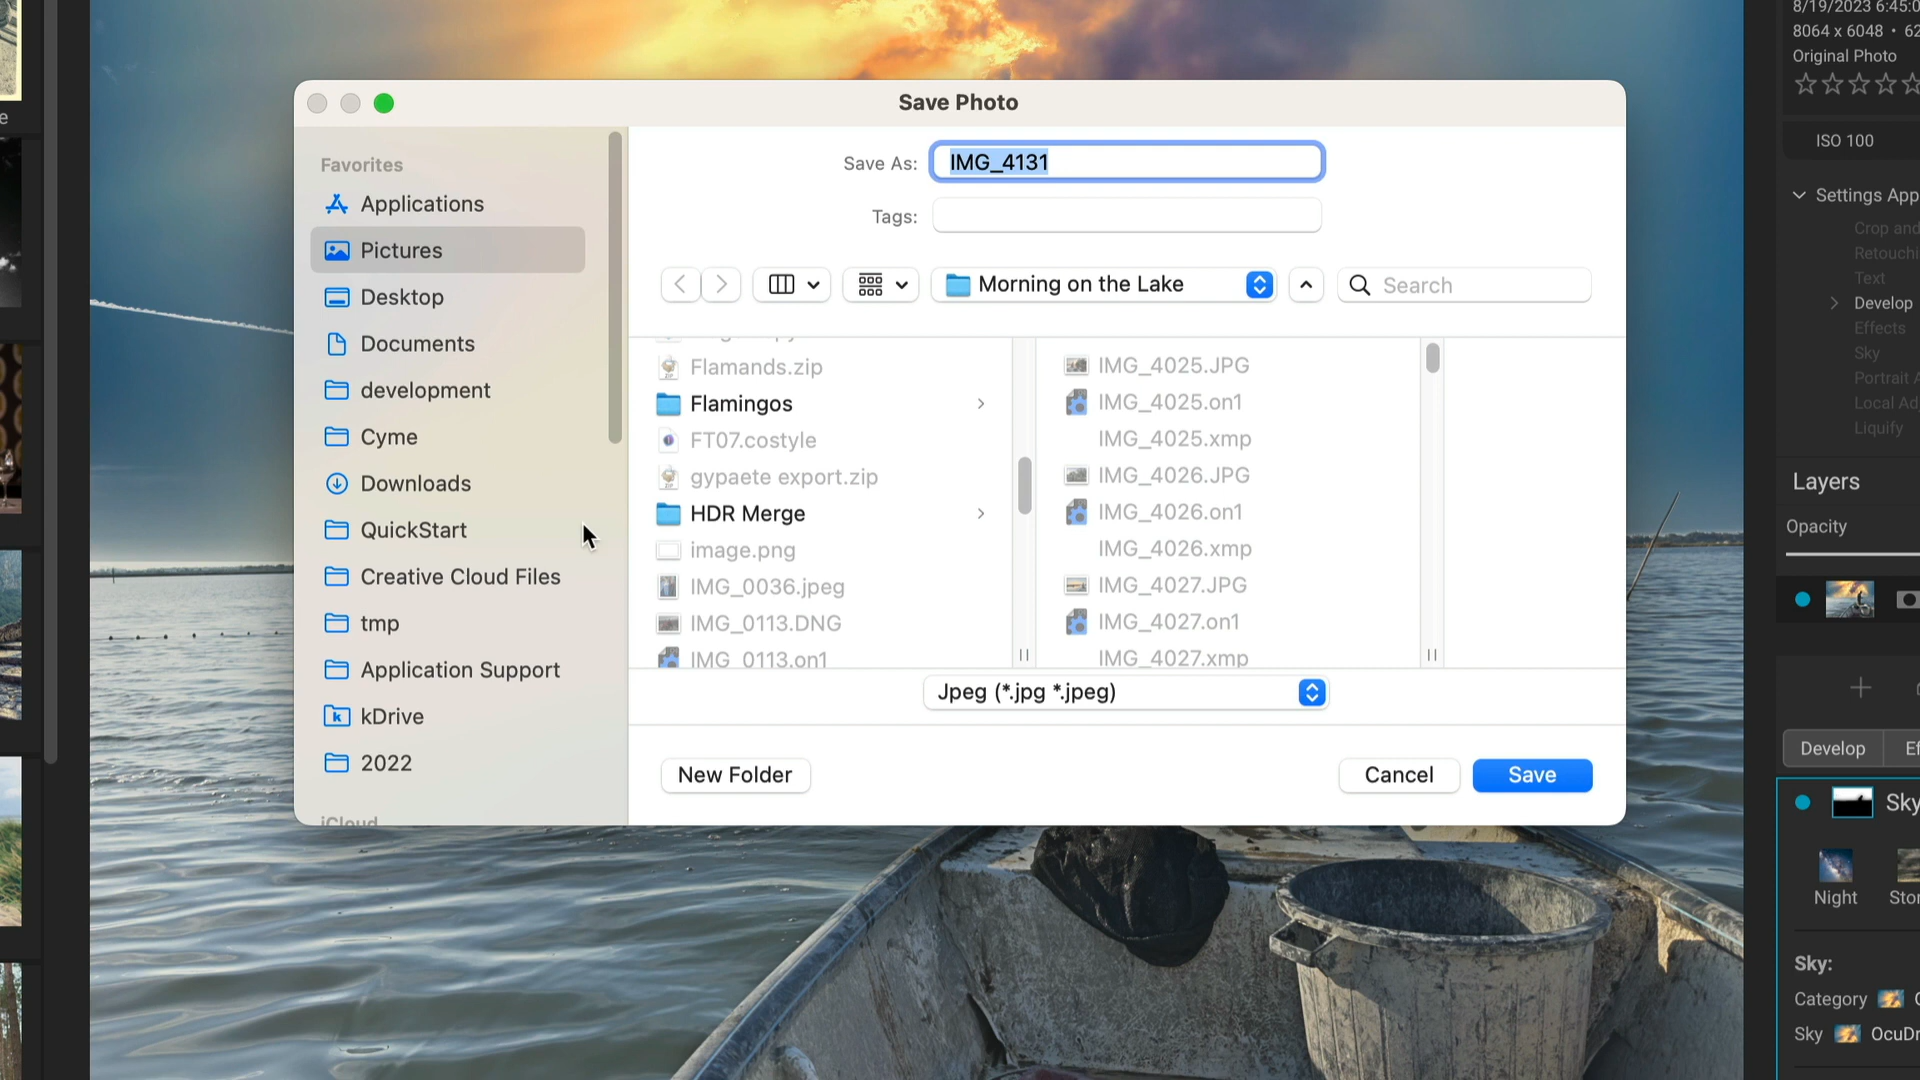 8/19/2023 6:45:0
8064 x 6048 • 62
Original Photo
Save Photo
e
ISO 100
Favorites
Applications
Pictures
Desktop
Documents
development
Cyme
Downloads
QuickStart
Creative Cloud Files
tmp
Application Support
kDrive
2022
iCloud
Save As: IMG_4131
Tags:
Morning on the Lake
Search
Flamands.zip
Flamingos
FT07.costyle
gypaete export.zip
HDR Merge
image.png
IMG_0036.jpeg
IMG_0113.DNG
IMG_0113.on1
IMG_4025.JPG
IMG_4025.on1
IMG_4025.xmp
IMG_4026.JPG
IMG_4026.on1
IMG_4026.xmp
IMG_4027.JPG
IMG_4027.on1
IMG_4027.xmp
Jpeg (*.jpg *.jpeg)
New Folder
Cancel
Save
Settings App
Crop and
Retouchi
Text
Develop
Effects
Sky
Portrait A
Local Ad
Liquify
Layers
Opacity
Develop
Ef
Sky
Night
Stor
Sky:
Category
Sky OcuDr